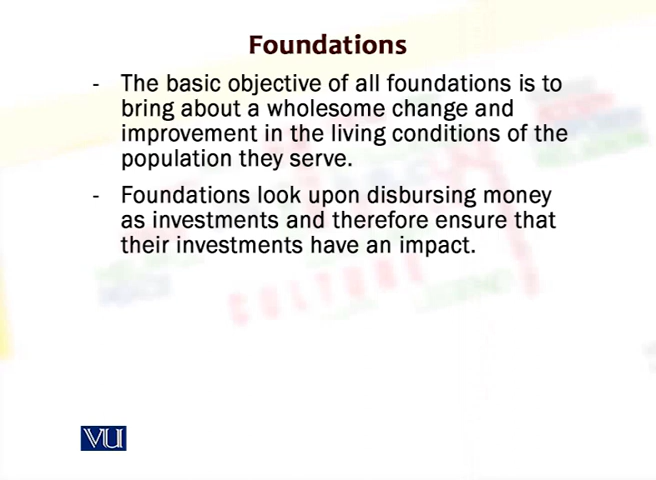 Foundations
- The basic objective of all foundations is to
bring about a wholesome change and
improvement in the living conditions of the
population they serve.
- Foundations look upon disbursing money
as investments and therefore ensure that
their investments have an impact.
CULTURE
VU